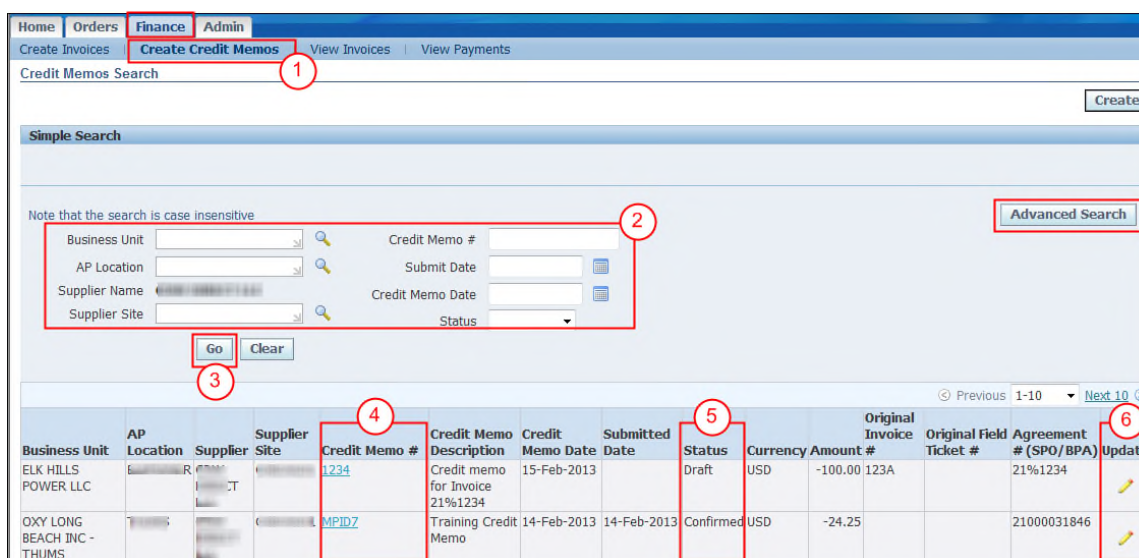 Home Orders Finance Admin
Create Invoices | Create Credit Memos | View Invoices | View Payments
1
Credit Memos Search
Create
Simple Search
Note that the search is case insensitive
2
Advanced Search
Business Unit
Credit Memo #
AP Location
Submit Date
Supplier Name
Credit Memo Date
Supplier Site
Status
Go Clear
3
Previous 1-10 Next 10
4
5
6
Business Unit AP Location Supplier Supplier Site Credit Memo # Credit Memo Description Credit Memo Date Submitted Date Status Currency Amount Original Invoice # Original Field Ticket # Agreement # (SPO/BPA) Updat
ELK HILLS POWER LLC 1234 Credit memo for Invoice 21%1234 15-Feb-2013 Draft USD -100.00 123A 21%1234
OXY LONG BEACH INC - THUMS MPID7 Training Credit Memo 14-Feb-2013 14-Feb-2013 Confirmed USD -24.25 21000031846